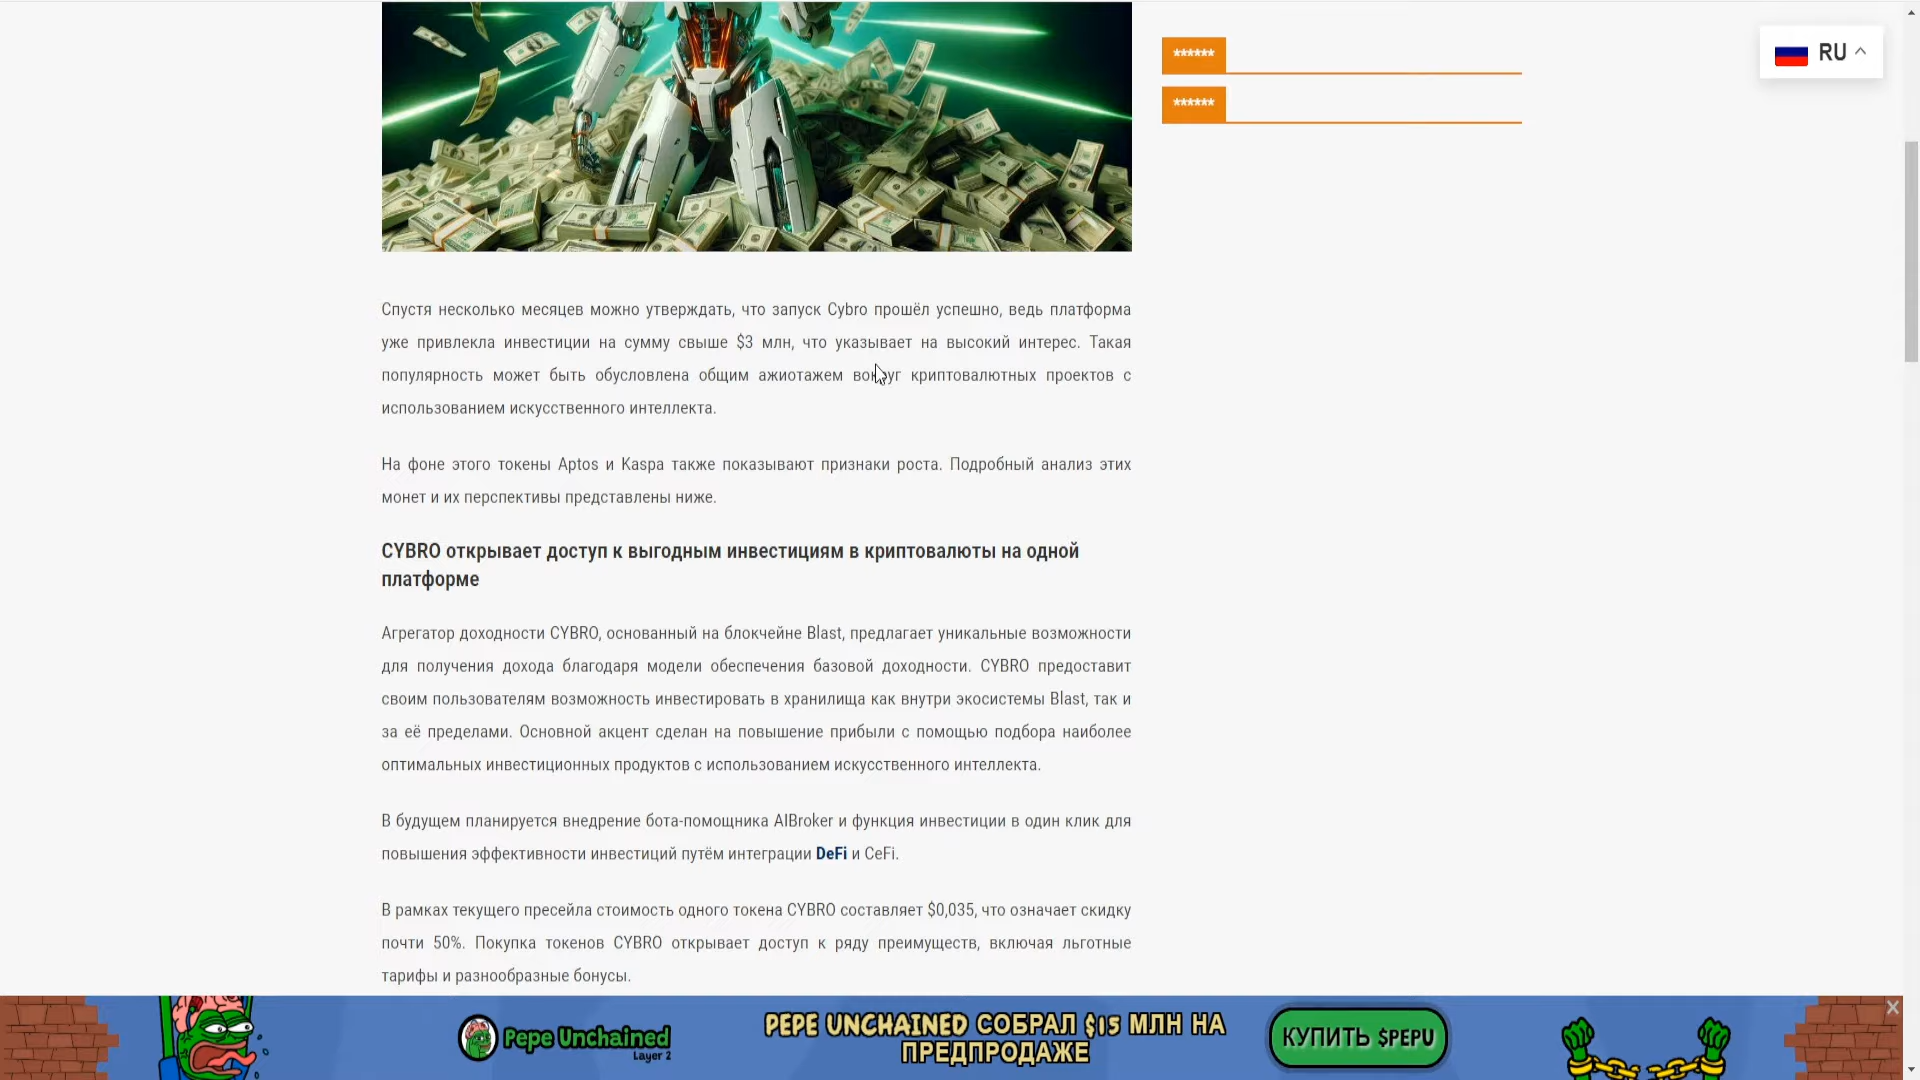 ******
RU
******
Спустя несколько месяцев можно утверждать, что запуск Cybro прошёл успешно, ведь платформа
уже привлекла инвестиции на сумму свыше $3 млн, что указывает на высокий интерес. Такая
популярность может быть обусловлена общим ажиотажем вокруг криптовалютных проектов с
использованием искусственного интеллекта.
На фоне этого токены Aptos и Kaspa также показывают признаки роста. Подробный анализ этих
монет и их перспективы представлены ниже.
CYBRO открывает доступ к выгодным инвестициям в криптовалюты на одной
платформе
Агрегатор доходности CYBRO, основанный на блокчейне Blast, предлагает уникальные возможности
для получения дохода благодаря модели обеспечения базовой доходности. CYBRO предоставит
своим пользователям возможность инвестировать в хранилища как внутри экосистемы Blast, так и
за её пределами. Основной акцент сделан на повышение прибыли с помощью подбора наиболее
оптимальных инвестиционных продуктов с использованием искусственного интеллекта.
В будущем планируется внедрение бота-помощника AIBroker и функция инвестиции в один клик для
повышения эффективности инвестиций путём интеграции DeFi и CeFi.
В рамках текущего пресейла стоимость одного токена CYBRO составляет $0,035, что означает скидку
почти 50%. Покупка токенов CYBRO открывает доступ к ряду преимуществ, включая льготные
тарифы и разнообразные бонусы.
Pepe Unchained
Layer 2
PEPE UNCHAINED СОБРАЛ $15 МЛН НА
ПРЕДПРОДАЖЕ
КУПИТЬ $PEPU